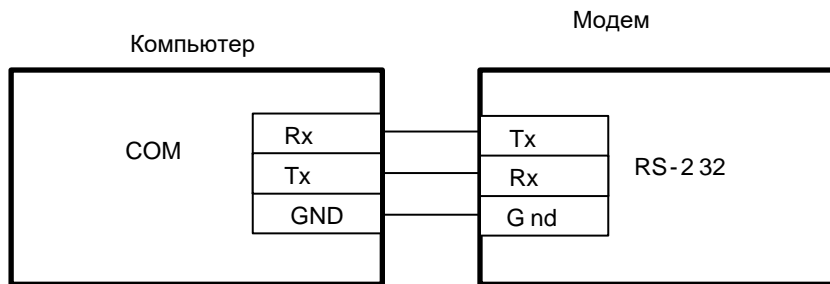 Компьютер
Модем
COM
Rx
Tx
GND
Tx
Rx
G nd
RS-2 32